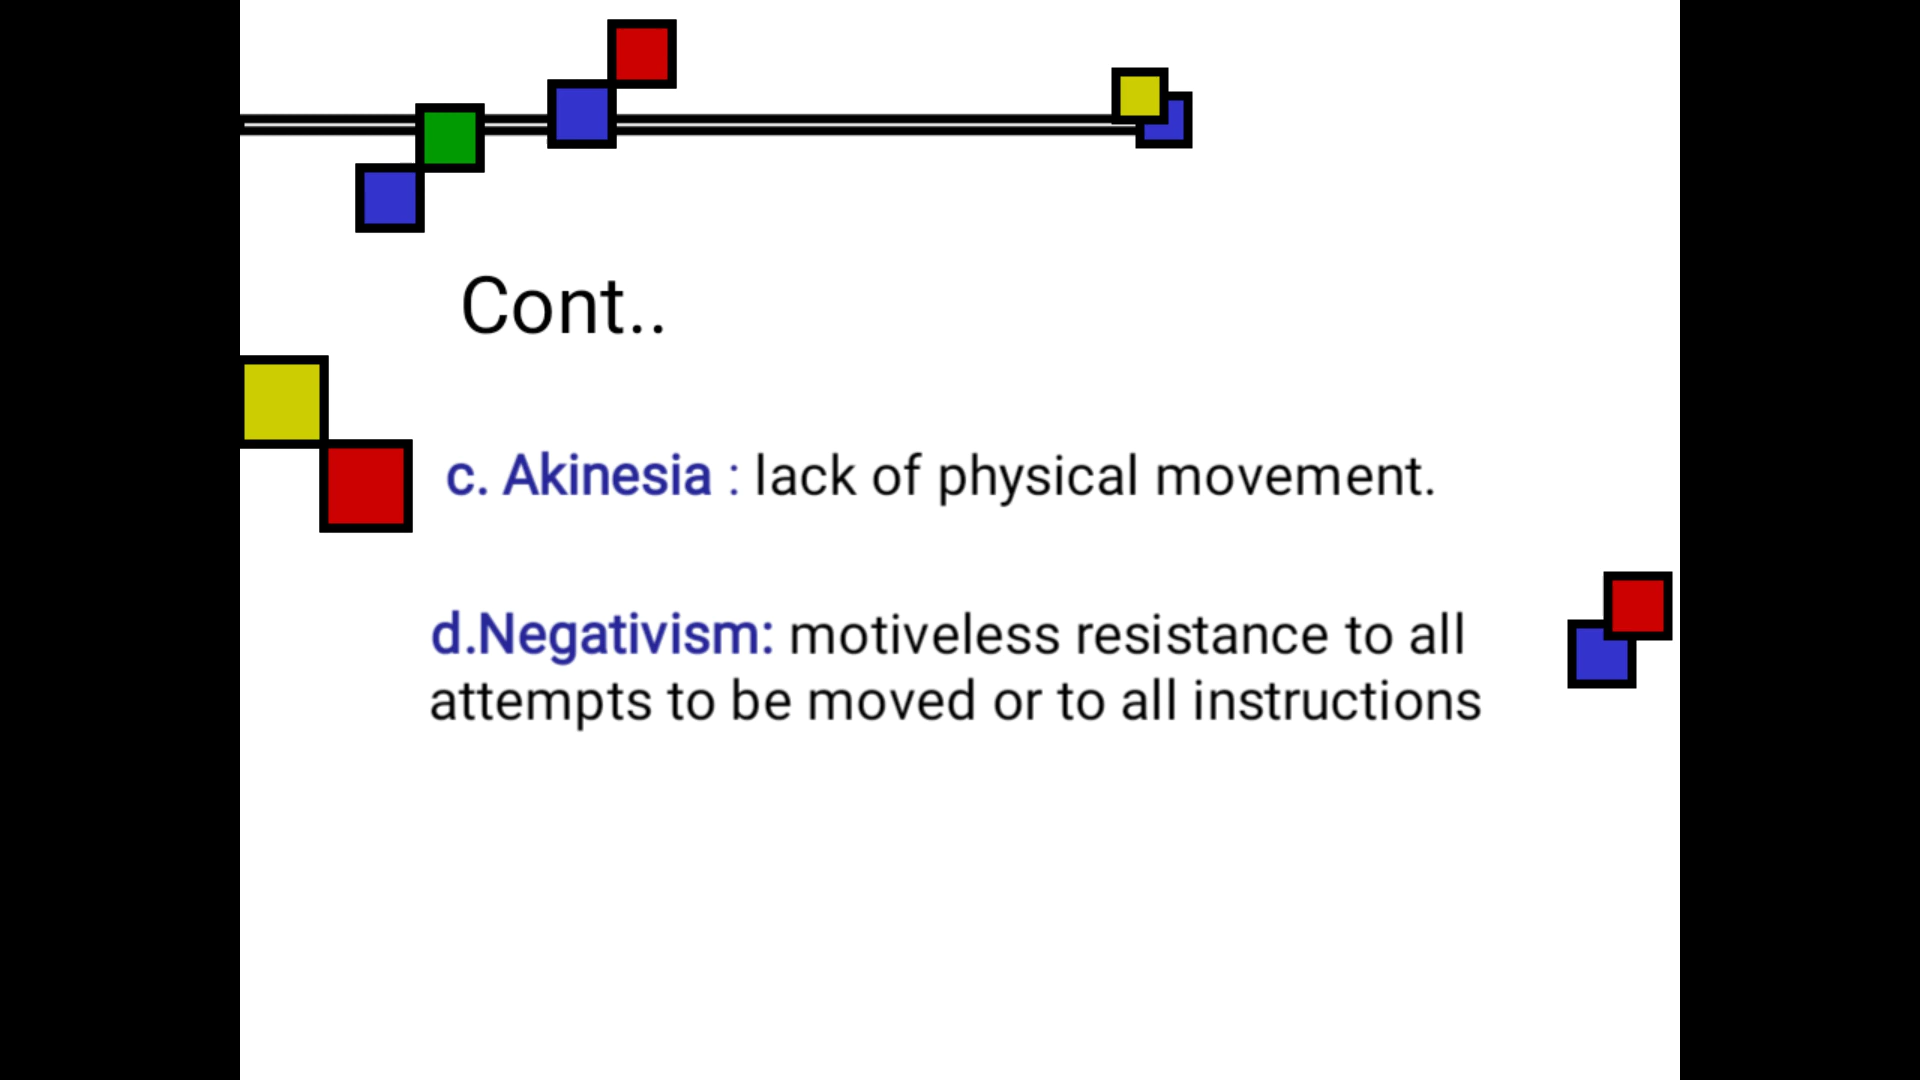 Cont..
c. Akinesia : lack of physical movement.
d.Negativism: motiveless resistance to all
attempts to be moved or to all instructions